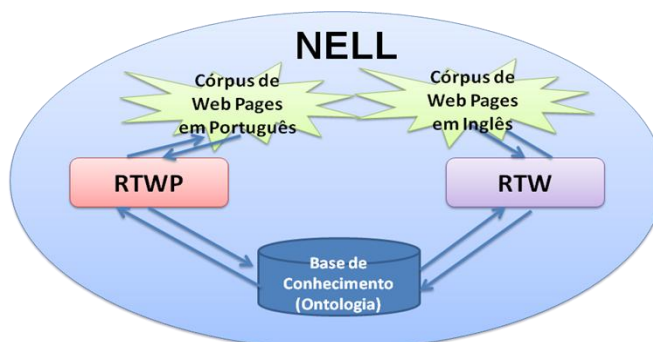 NELL
Córpus de
Web Pages
em Português
Córpus de
Web Pages
em Inglês
RTWP
RTW
Base de
Conhecimento
(Ontologia)